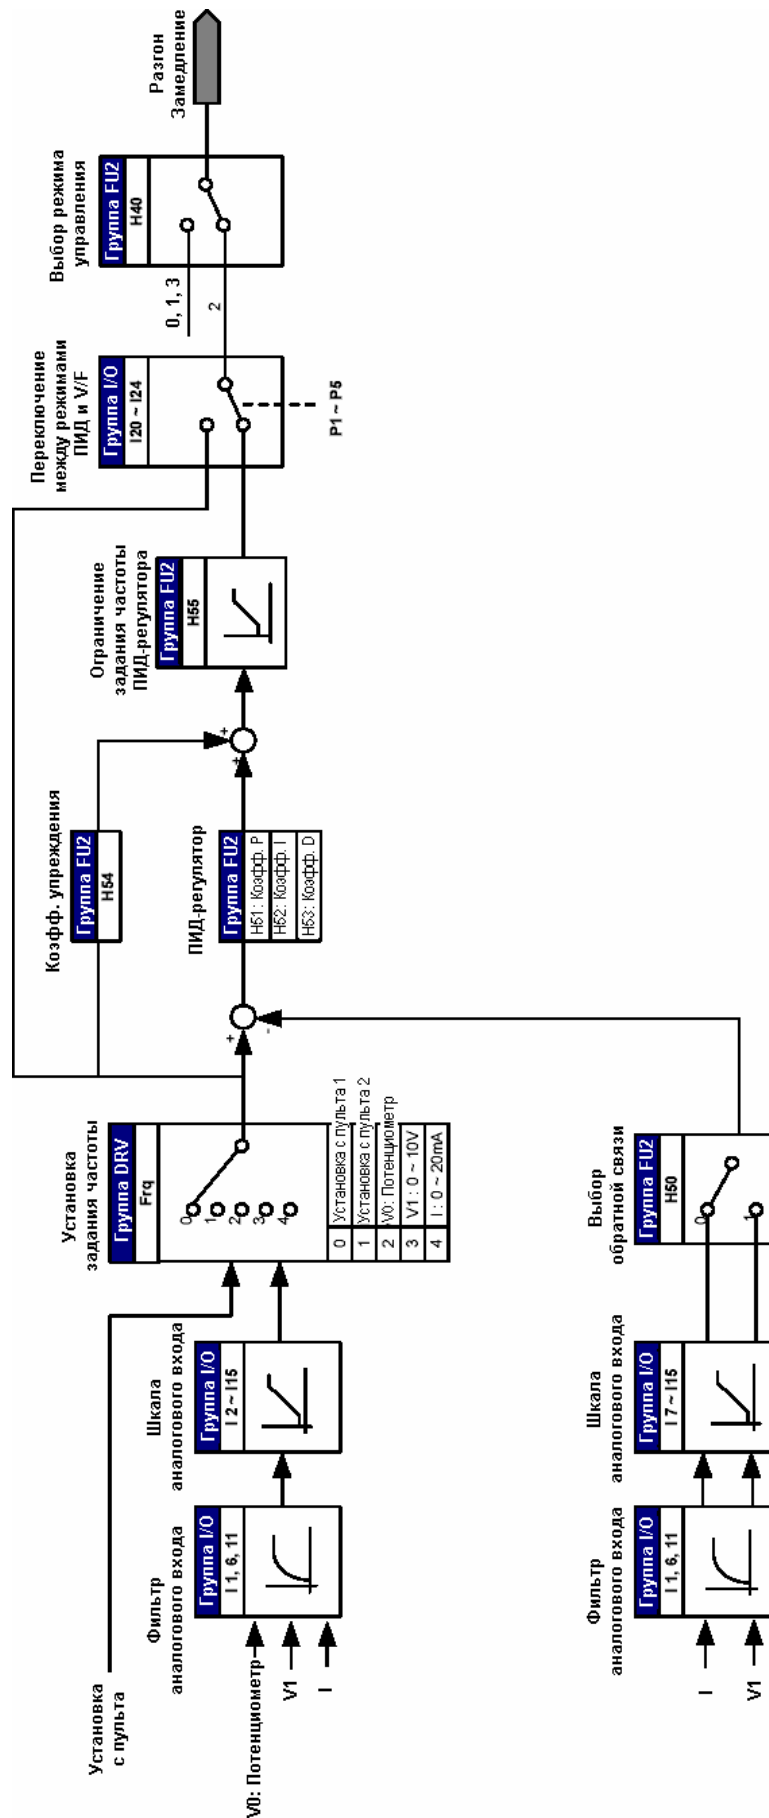 Установка
с пульта
V0: Потенциометр
V1
I
Фильтр
аналогового входа
Группа I/O
I 1, 6, 11
Шкала
аналогового входа
Группа I/O
I 2 ~ I15
Установка
задания частоты
Группа DRV
Frq
0
1
2
3
4
0 Установка с пульта 1
1 Установка с пульта 2
2 V0: Потенциометр
3 V1 : 0 ~ 10V
4 I : 0 ~ 20mA
+
-
Коэфф. упреждения
Группа FU2
H54
ПИД-регулятор
Группа FU2
H51: Коэфф. P
H52: Коэфф. I
H53: Коэфф. D
+
+
Ограничение
задания частоты
ПИД-регулятора
Группа FU2
H55
Переключение
между режимами
ПИД и V/F
Группа I/O
I20 ~ I24
P1 ~ P5
0, 1, 3
2
Выбор режима
управления
Группа FU2
H40
Разгон
Замедление
I
V1
Фильтр
аналогового входа
Группа I/O
I 1, 6, 11
Шкала
аналогового входа
Группа I/O
I 7 ~ I15
Выбор
обратной связи
Группа FU2
H50
0
1